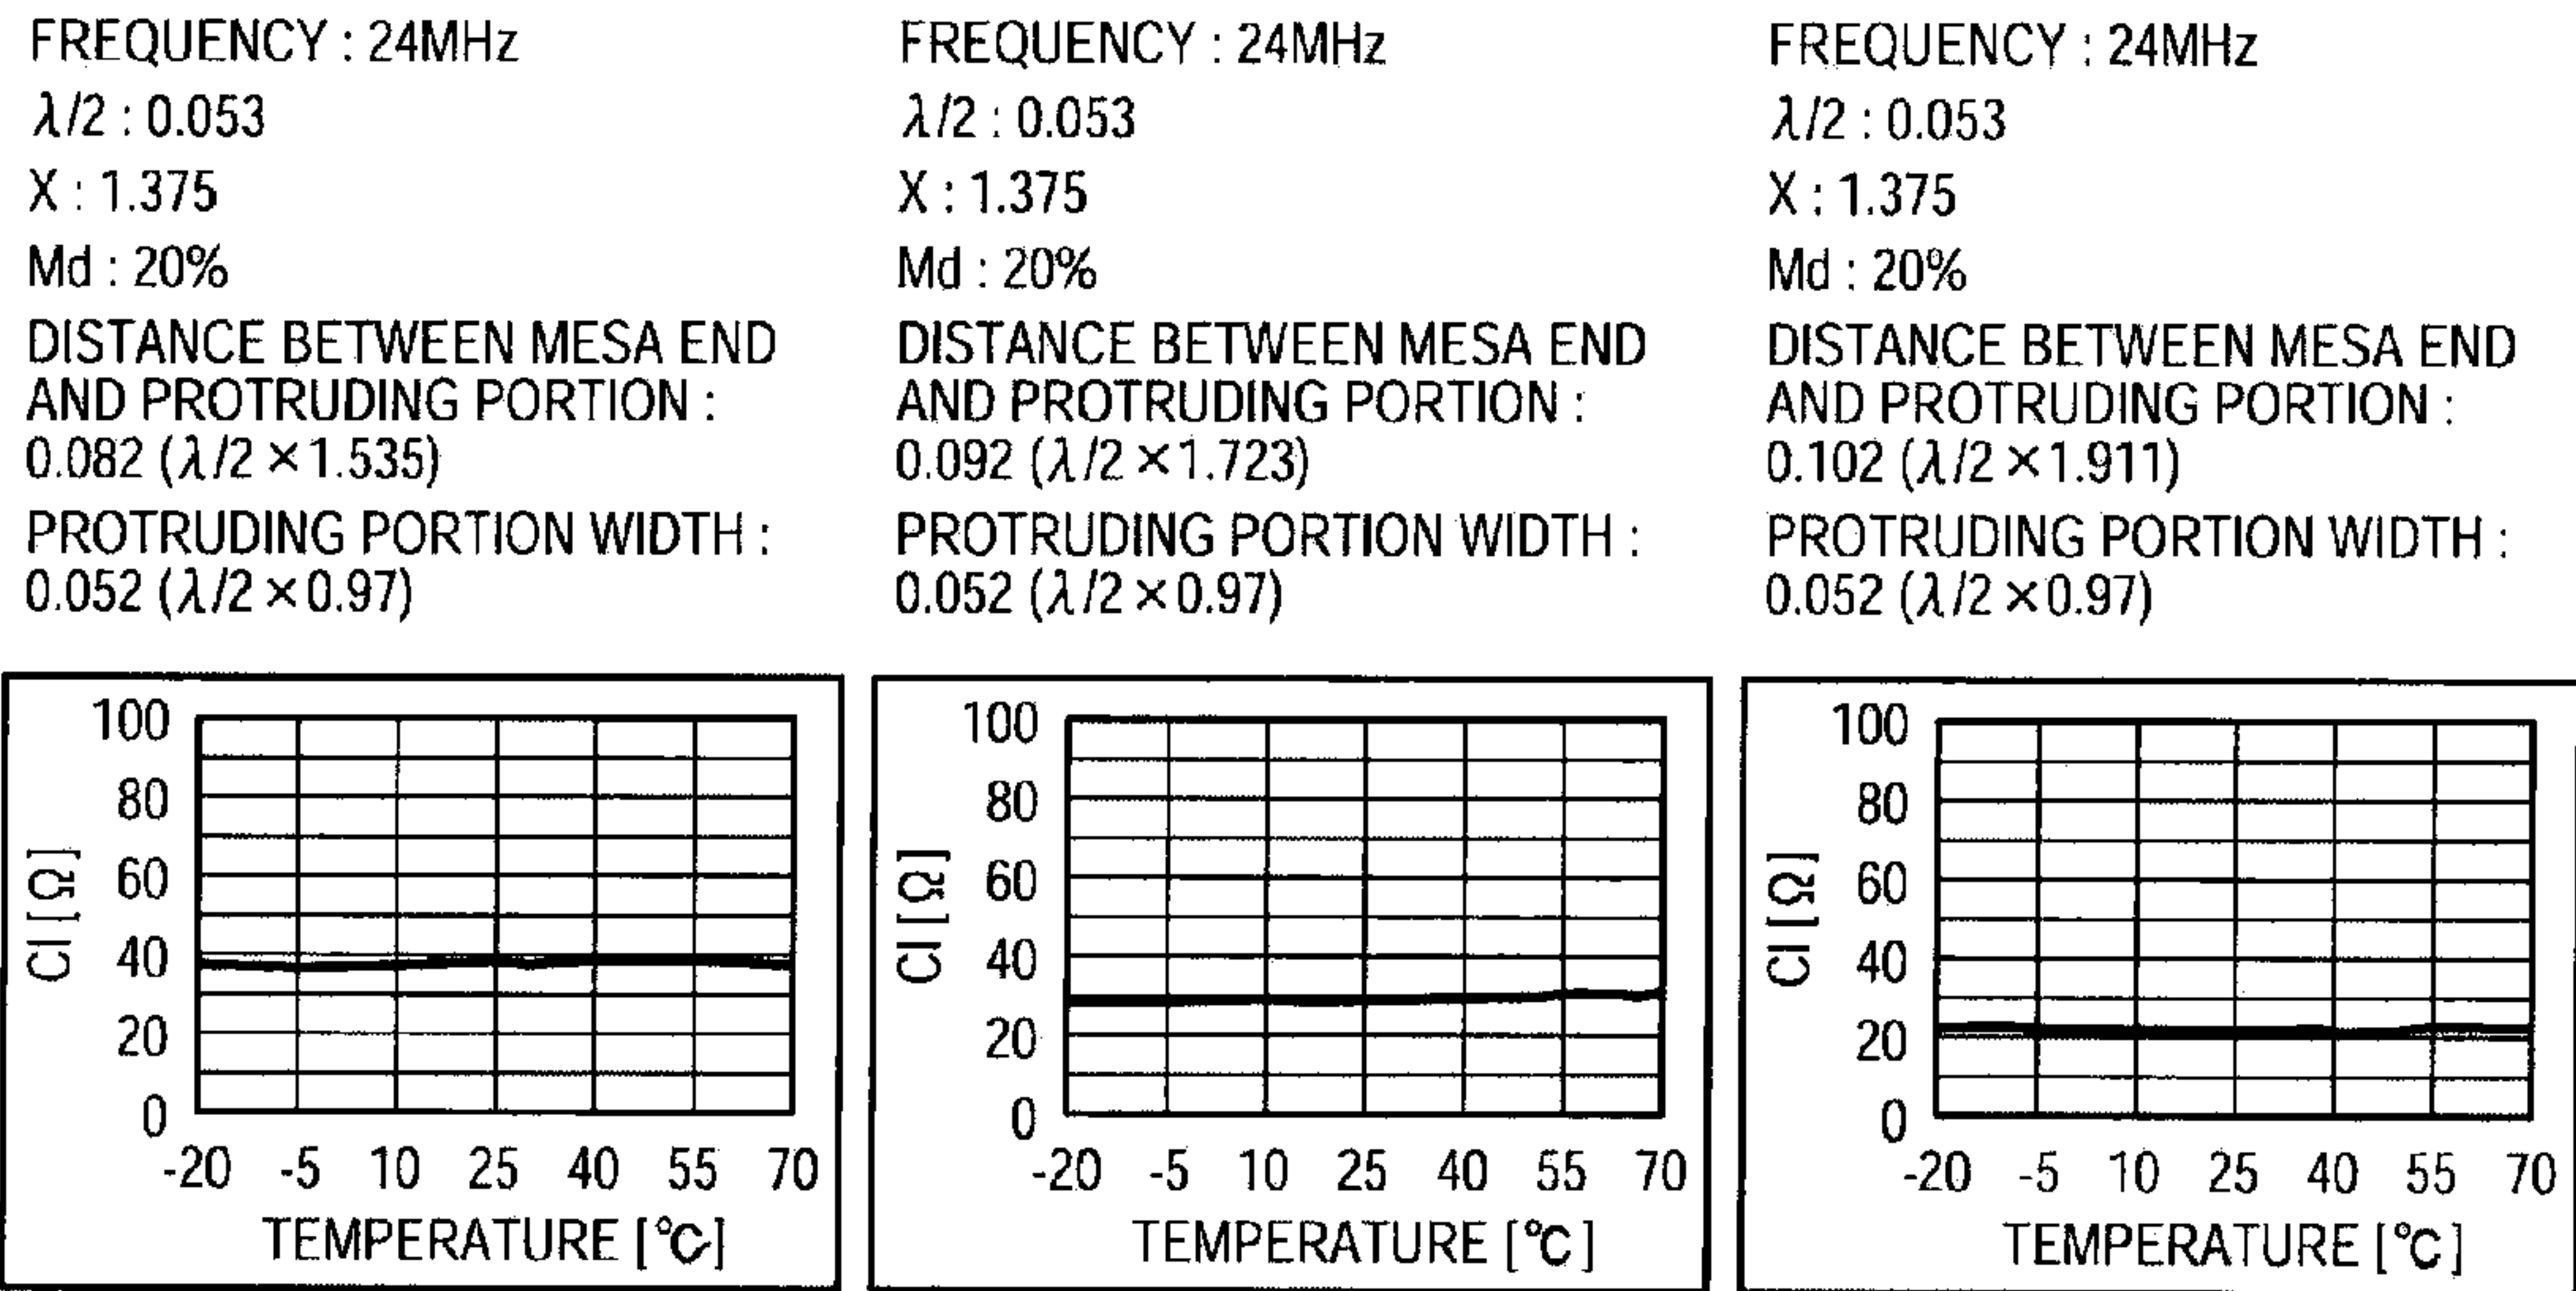 FREQUENCY : 24MHz
λ/2 : 0.053
X : 1.375
Md : 20%
DISTANCE BETWEEN MESA END
AND PROTRUDING PORTION :
0.082 (λ/2 ×1.535)
PROTRUDING PORTION WIDTH :
0.052 (λ/2 ×0.97)
100
80
60
40
20
0
CI [Ω]
-20 -5 10 25 40 55 70
TEMPERATURE [℃]
FREQUENCY : 24MHz
λ/2 : 0.053
X : 1.375
Md : 20%
DISTANCE BETWEEN MESA END
AND PROTRUDING PORTION :
0.092 (λ/2 ×1.723)
PROTRUDING PORTION WIDTH :
0.052 (λ/2 ×0.97)
100
80
60
40
20
0
CI [Ω]
-20 -5 10 25 40 55 70
TEMPERATURE [℃]
FREQUENCY : 24MHz
λ/2 : 0.053
X : 1.375
Md : 20%
DISTANCE BETWEEN MESA END
AND PROTRUDING PORTION :
0.102 (λ/2 ×1.911)
PROTRUDING PORTION WIDTH :
0.052 (λ/2 ×0.97)
100
80
60
40
20
0
CI [Ω]
-20 -5 10 25 40 55 70
TEMPERATURE [℃]